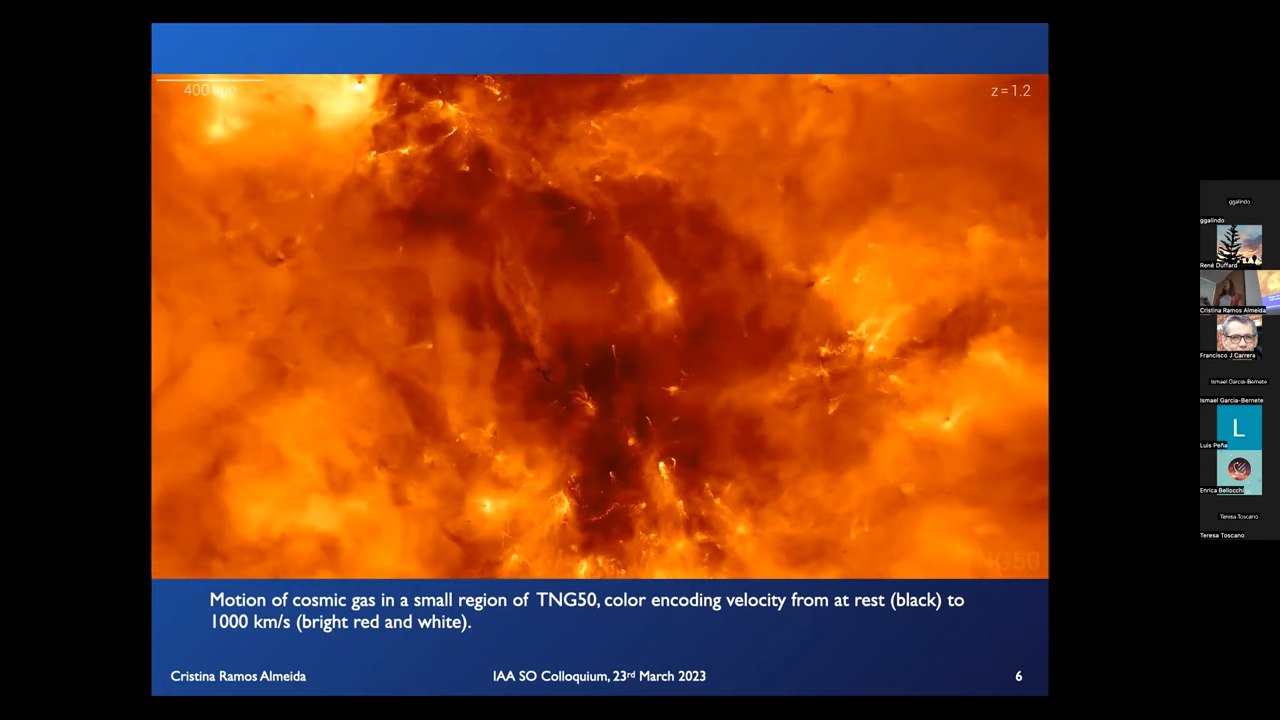 400 kpc
z = 1.2
TNG50
Motion of cosmic gas in a small region of TNG50, color encoding velocity from at rest (black) to
1000 km/s (bright red and white).
Cristina Ramos Almeida
IAA SO Colloquium, 23rd March 2023
6
ggalindo
ggalindo
René Duffard
Cristina Ramos Almeida
Francisco J Carrera
Ismael García-Bernete
Ismael García-Bernete
L
Luis Peña
Enrica Bellocchi
Teresa Toscano
Teresa Toscano